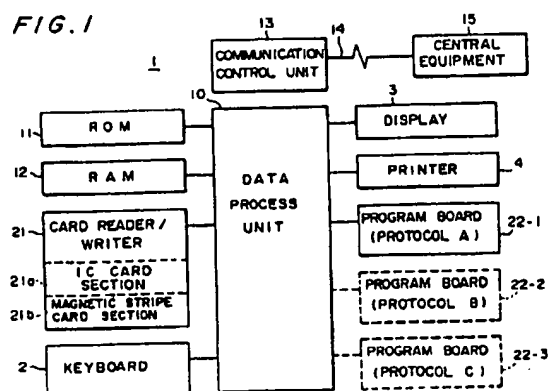 FIG. 1
13
15
14
COMMUNICATION
CONTROL UNIT
CENTRAL
EQUIPMENT
1
10
3
11
ROM
DISPLAY
12
RAM
DATA
PROCESS
UNIT
PRINTER
4
21
CARD READER/
WRITER
PROGRAM BOARD
(PROTOCOL A)
22-1
21a
IC CARD
SECTION
21b
MAGNETIC STRIPE
CARD SECTION
PROGRAM BOARD
(PROTOCOL B)
22-2
2
KEYBOARD
PROGRAM BOARD
(PROTOCOL C)
22-3